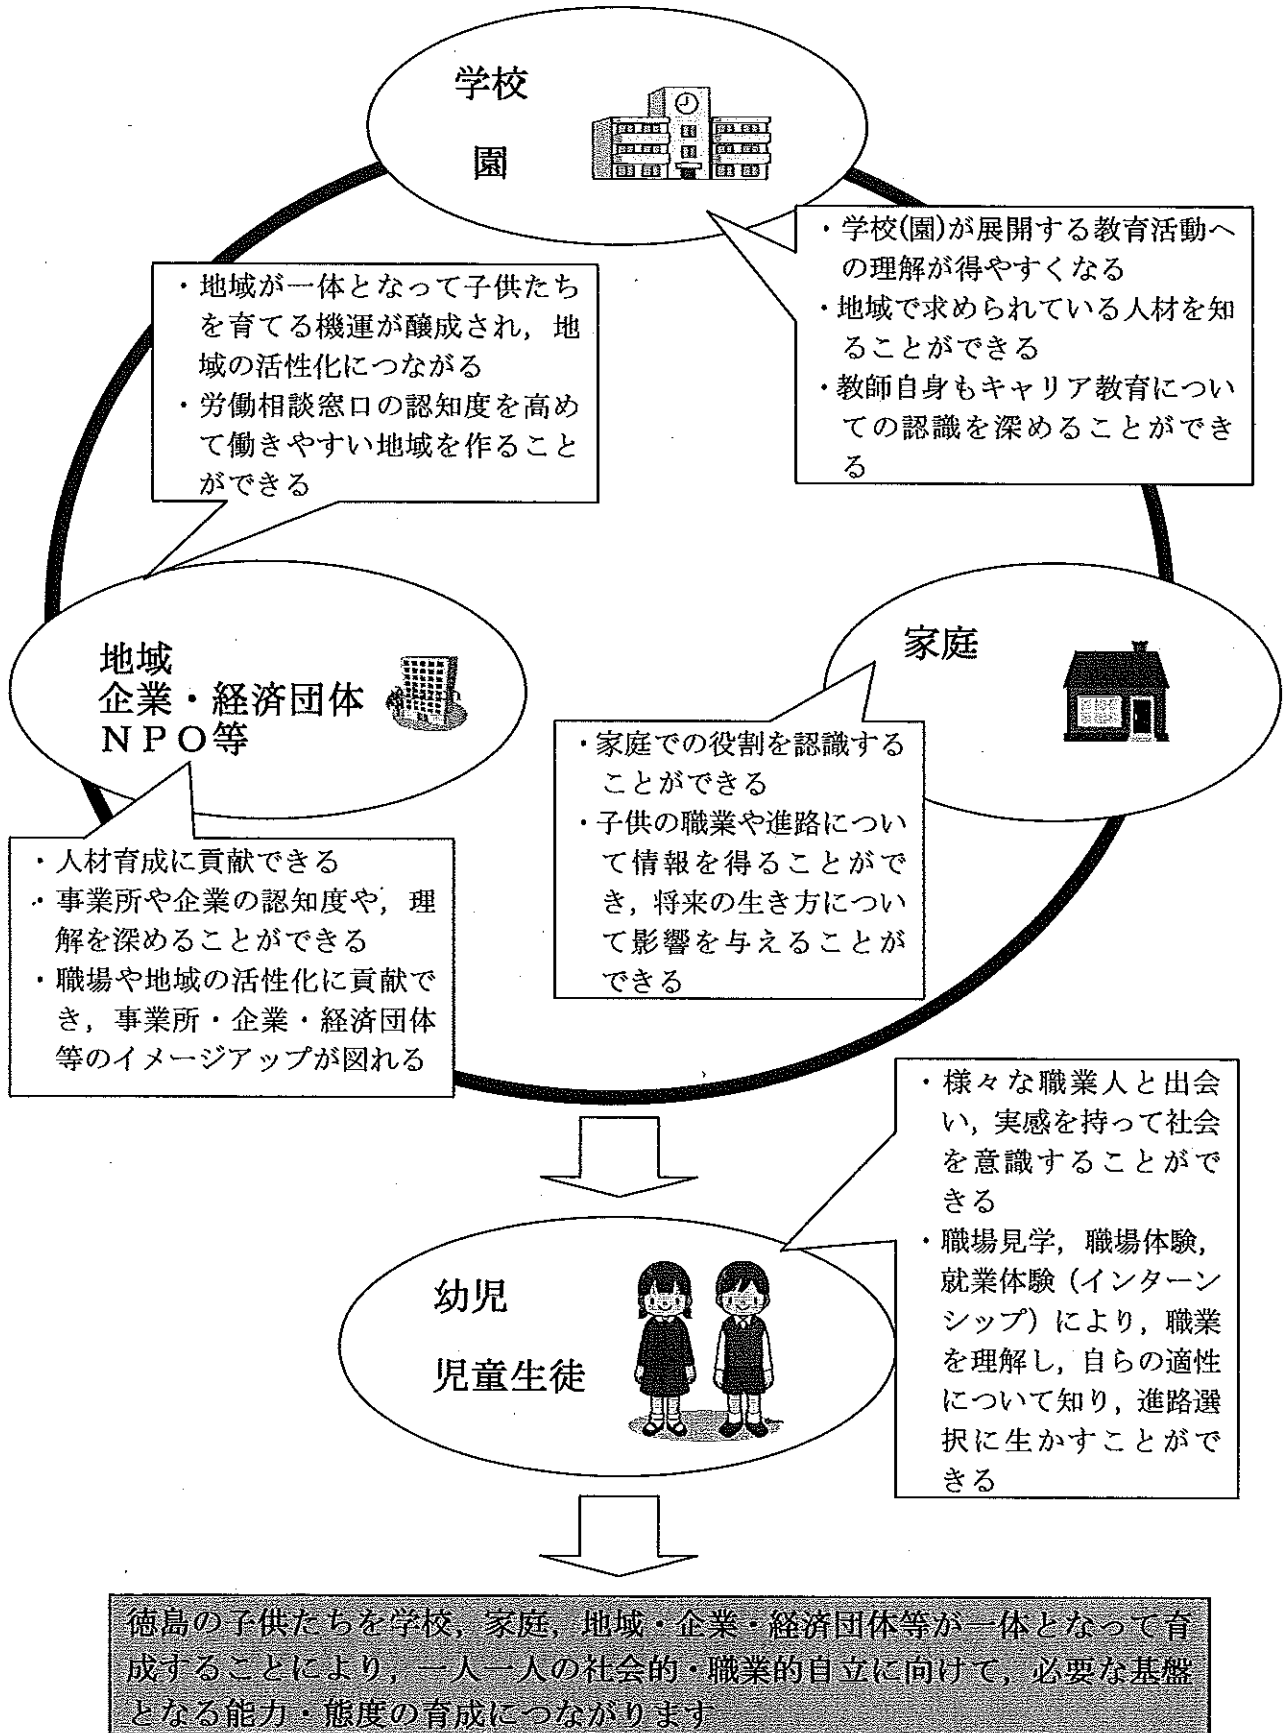 学校
園
・学校(園)が展開する教育活動へ
の理解が得やすくなる
・地域で求められている人材を知
ることができる
・教師自身もキャリア教育につい
ての認識を深めることができ
る
・地域が一体となって子供たち
を育てる機運が醸成され，地
域の活性化につながる
・労働相談窓口の認知度を高め
て働きやすい地域を作ること
ができる
地域
企業・経済団体
ＮＰＯ等
家庭
・家庭での役割を認識する
ことができる
・子供の職業や進路につい
て情報を得ることがで
き，将来の生き方につい
て影響を与えることが
できる
・人材育成に貢献できる
・事業所や企業の認知度や，理
解を深めることができる
・職場や地域の活性化に貢献で
き，事業所・企業・経済団体
等のイメージアップが図れる
・様々な職業人と出会
い，実感を持って社会
を意識することがで
きる
・職場見学，職場体験，
就業体験（インターン
シップ）により，職業
を理解し，自らの適性
について知り，進路選
択に生かすことがで
きる
幼児
児童生徒
徳島の子供たちを学校，家庭，地域・企業・経済団体等が一体となって育
成することにより，一人一人の社会的・職業的自立に向けて，必要な基盤
となる能力・態度の育成につながります